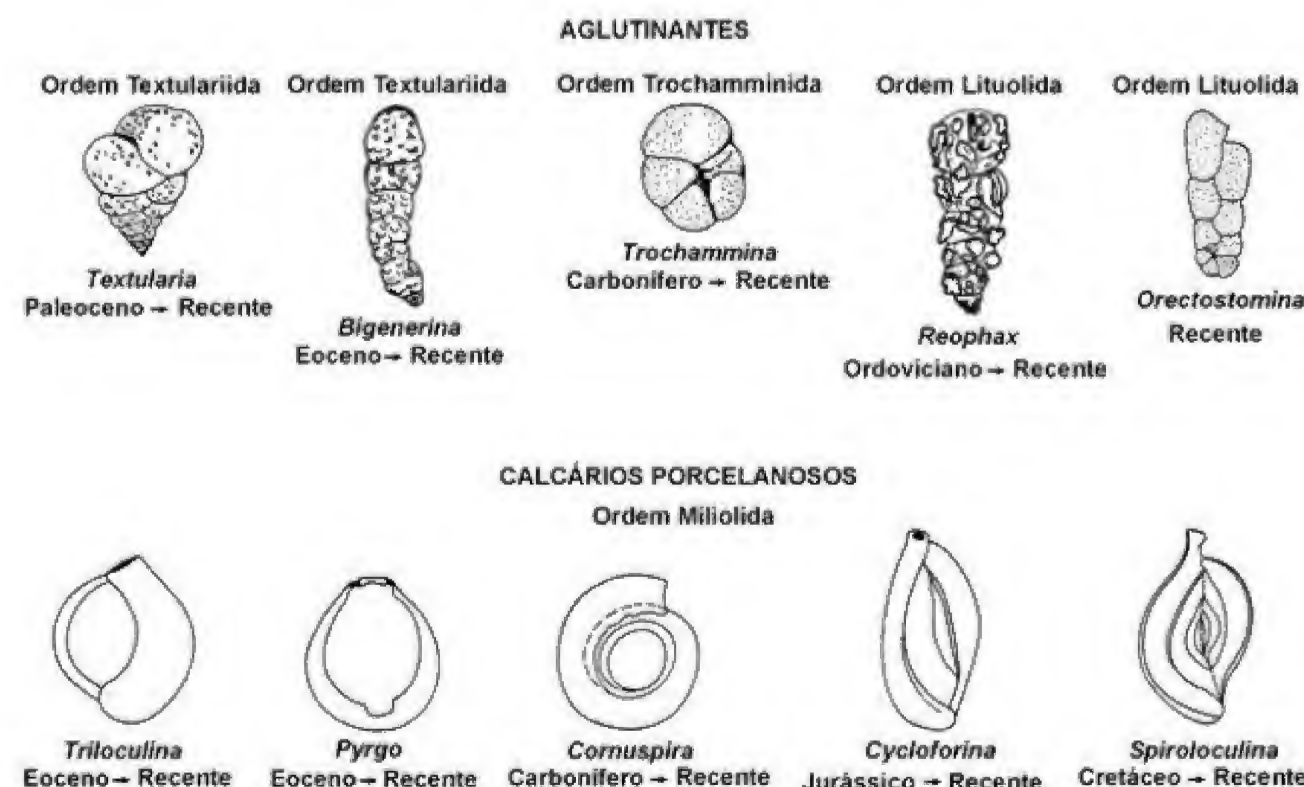 AGLUTINANTES
Ordem Textulariida
Ordem Textulariida
Ordem Trochamminida
Ordem Lituolida
Ordem Lituolida
Textularia
Paleoceno → Recente
Bigenerina
Eoceno → Recente
Trochammina
Carbonífero → Recente
Reophax
Ordoviciano → Recente
Orectostomina
Recente
CALCÁRIOS PORCELANOSOS
Ordem Miliolida
Triloculina
Eoceno → Recente
Pyrgo
Eoceno → Recente
Cornuspira
Carbonífero → Recente
Cycloforina
Jurássico → Recente
Spiroloculina
Cretáceo → Recente